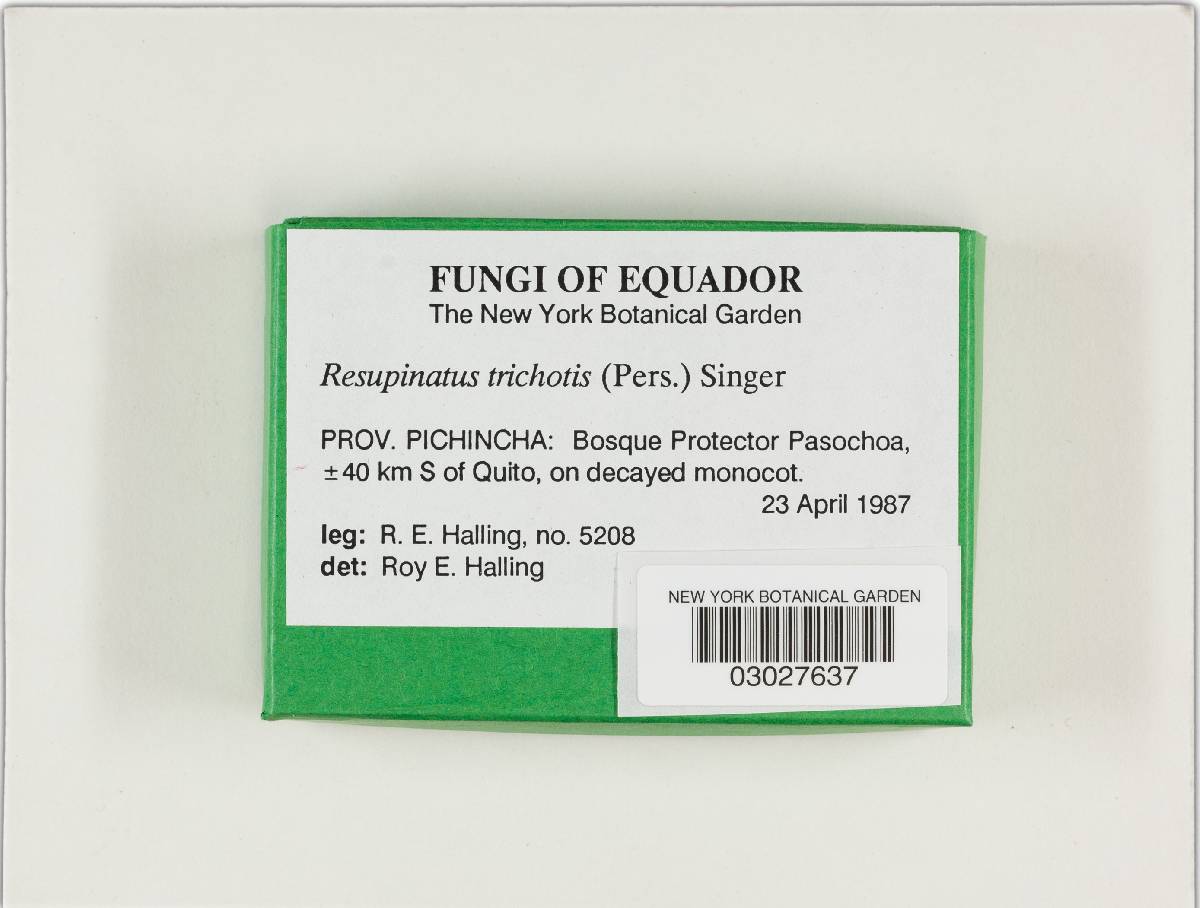 FUNGI OF EQUADOR
The New York Botanical Garden
Resupinatus trichotis (Pers.) Singer
PROV. PICHINCHA: Bosque Protector Pasochoa,
±40 km S of Quito, on decayed monocot.
23 April 1987
leg: R. E. Halling, no. 5208
det: Roy E. Halling
NEW YORK BOTANICAL GARDEN
03027637